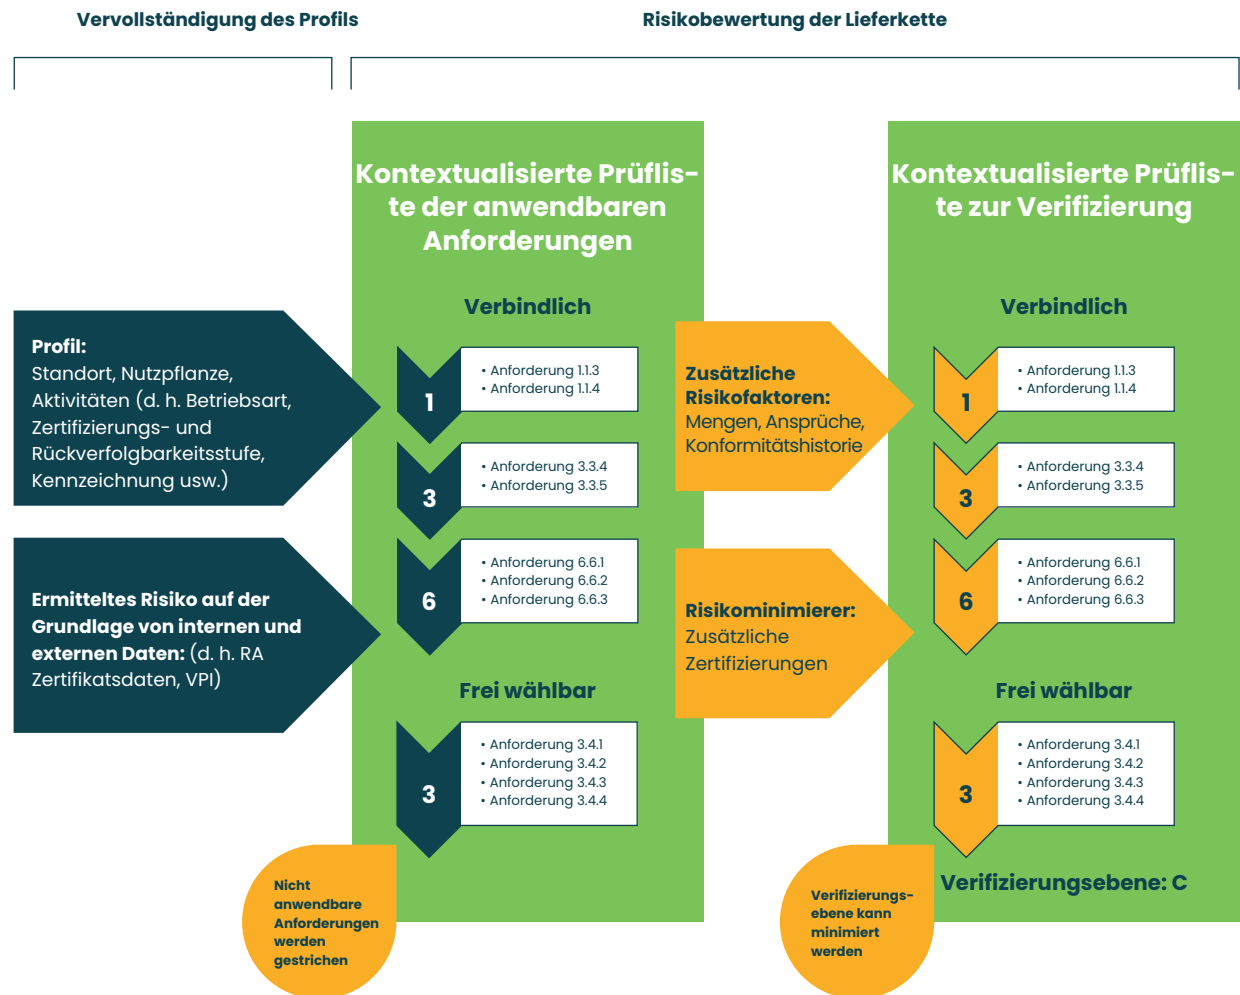 Vervollständigung des Profils
Risikobewertung der Lieferkette
Profil:
Standort, Nutzpflanze,
Aktivitäten (d. h. Betriebsart,
Zertifizierungs- und
Rückverfolgbarkeitsstufe,
Kennzeichnung usw.)
Ermitteltes Risiko auf der
Grundlage von internen und
externen Daten: (d. h. RA
Zertifikatsdaten, VPI)
Kontextualisierte Prüflis-
te der anwendbaren
Anforderungen
Verbindlich
1
• Anforderung 1.1.3
• Anforderung 1.1.4
3
• Anforderung 3.3.4
• Anforderung 3.3.5
6
• Anforderung 6.6.1
• Anforderung 6.6.2
• Anforderung 6.6.3
Frei wählbar
3
• Anforderung 3.4.1
• Anforderung 3.4.2
• Anforderung 3.4.3
• Anforderung 3.4.4
Nicht
anwendbare
Anforderungen
werden
gestrichen
Zusätzliche
Risikofaktoren:
Mengen, Ansprüche,
Konformitätshistorie
Risikominimierer:
Zusätzliche
Zertifizierungen
Kontextualisierte Prüflis-
te zur Verifizierung
Verbindlich
1
• Anforderung 1.1.3
• Anforderung 1.1.4
3
• Anforderung 3.3.4
• Anforderung 3.3.5
6
• Anforderung 6.6.1
• Anforderung 6.6.2
• Anforderung 6.6.3
Frei wählbar
3
• Anforderung 3.4.1
• Anforderung 3.4.2
• Anforderung 3.4.3
• Anforderung 3.4.4
Verifizierungsebene: C
Verifizierungs-
ebene kann
minimiert
werden